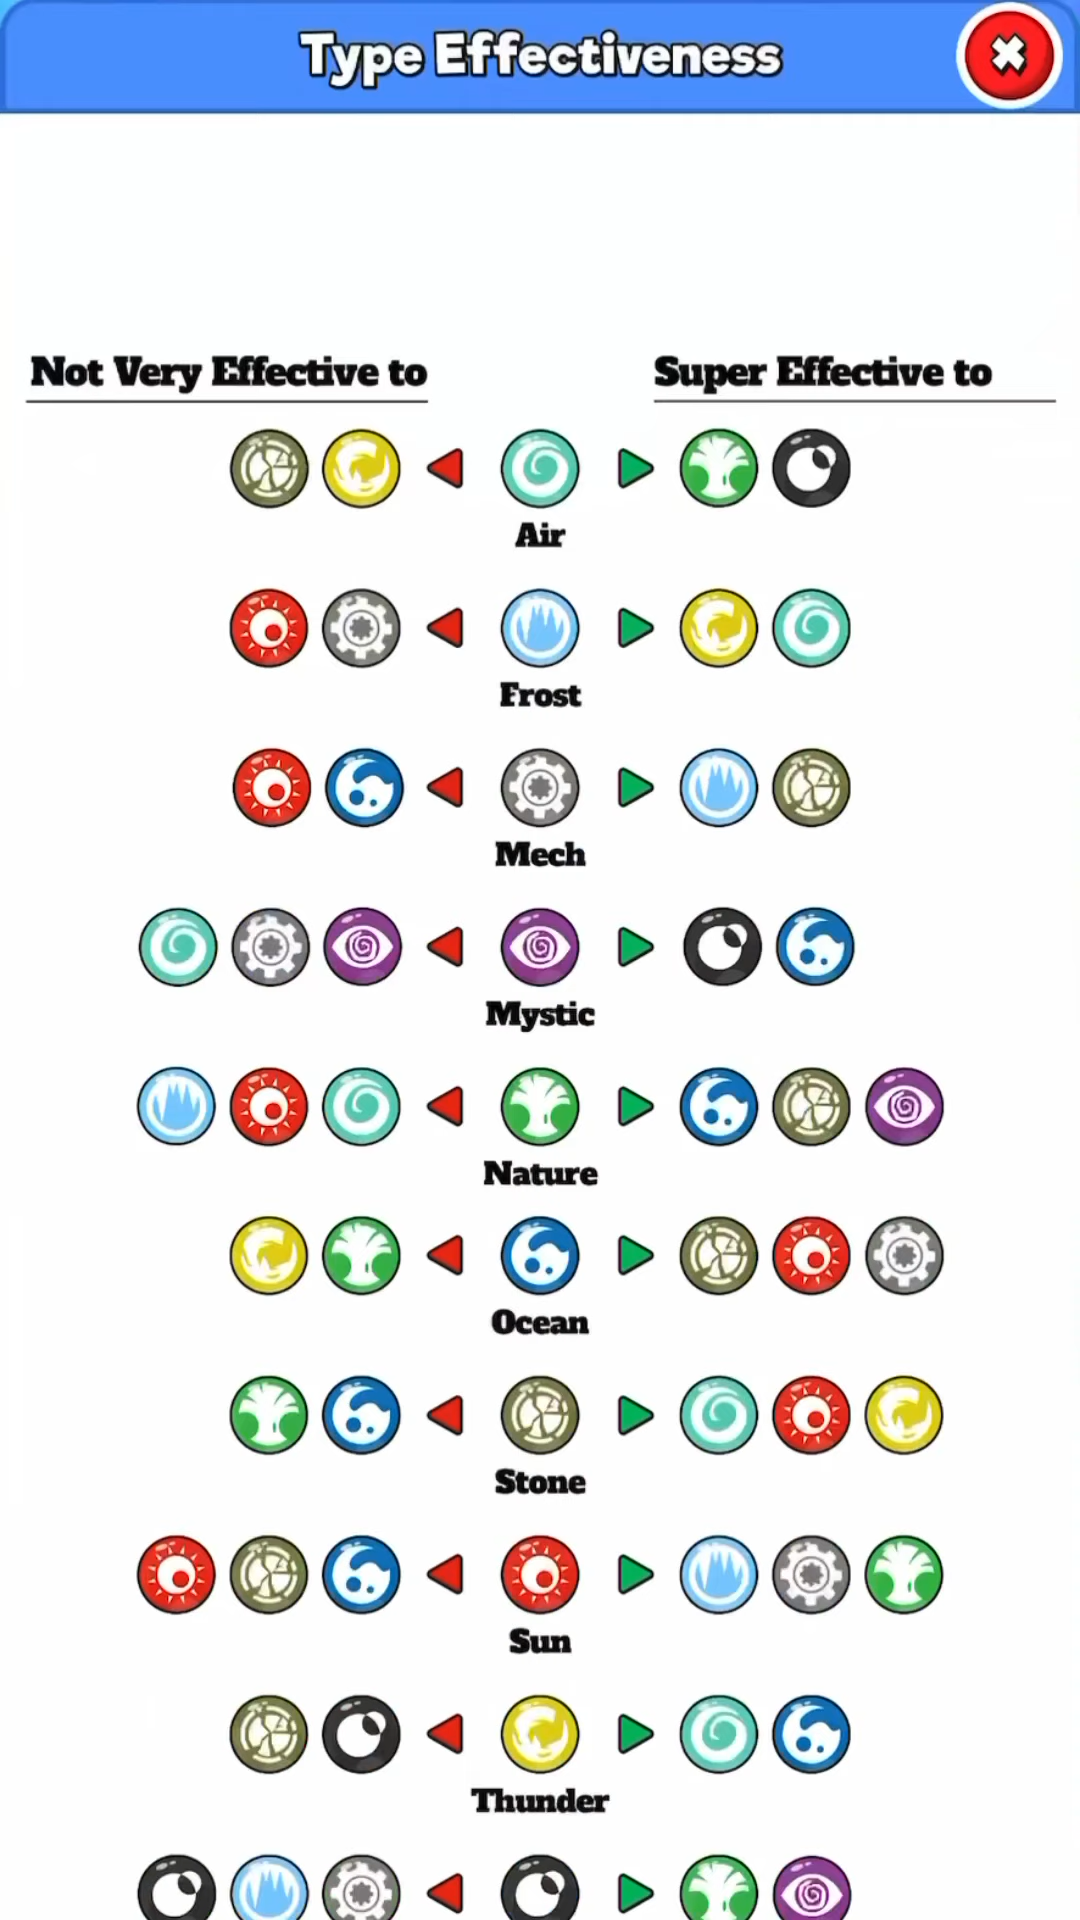 Type Effectiveness
Not Very Effective to
Super Effective to
Air
Frost
Mech
Mystic
Nature
Ocean
Stone
Sun
Thunder